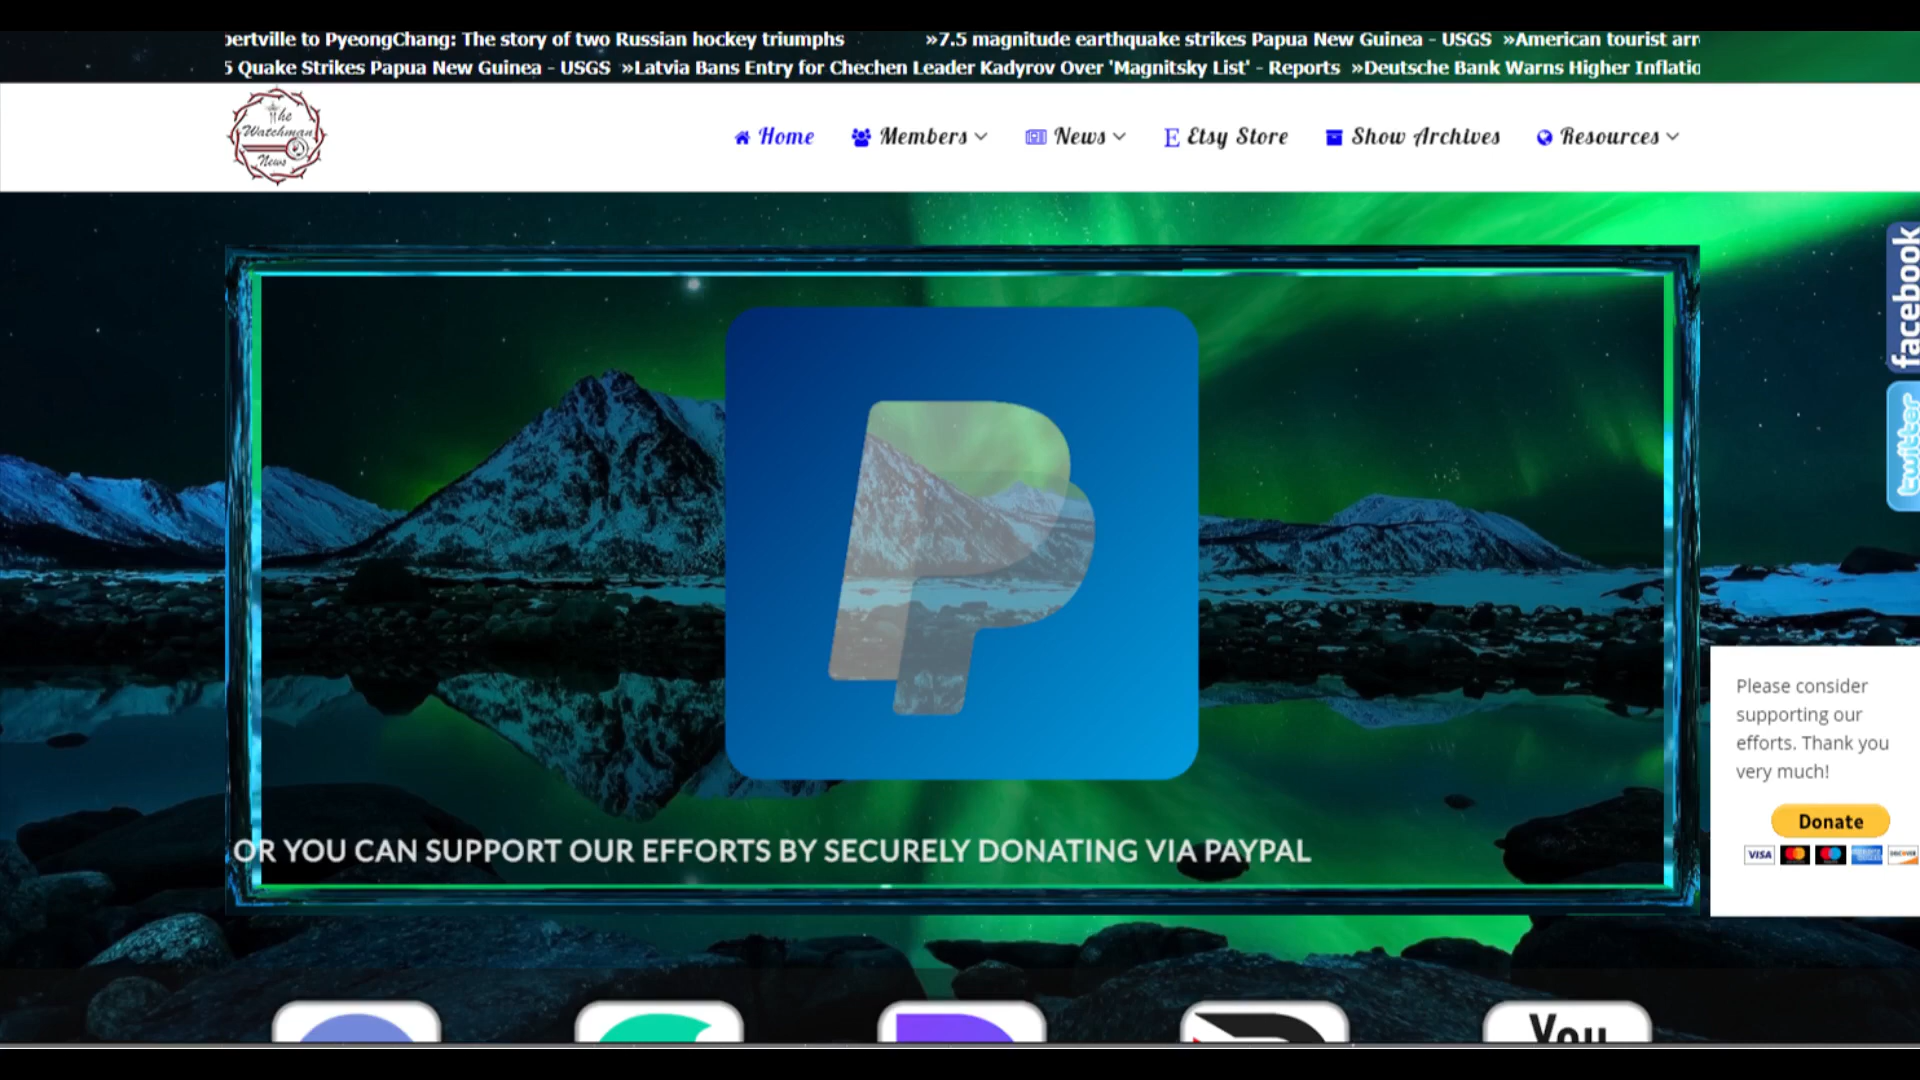 pertville to PyeongChang: The story of two Russian hockey triumphs »7.5 magnitude earthquake strikes Papua New Guinea - USGS »American tourist arr
5 Quake Strikes Papua New Guinea - USGS »Latvia Bans Entry for Chechen Leader Kadyrov Over 'Magnitsky List' - Reports »Deutsche Bank Warns Higher Inflatio
The
Watchman
News
Home Members News Etsy Store Show Archives Resources
facebook
twitter
Please consider
supporting our
efforts. Thank you
very much!
Donate
VISA
OR YOU CAN SUPPORT OUR EFFORTS BY SECURELY DONATING VIA PAYPAL
You